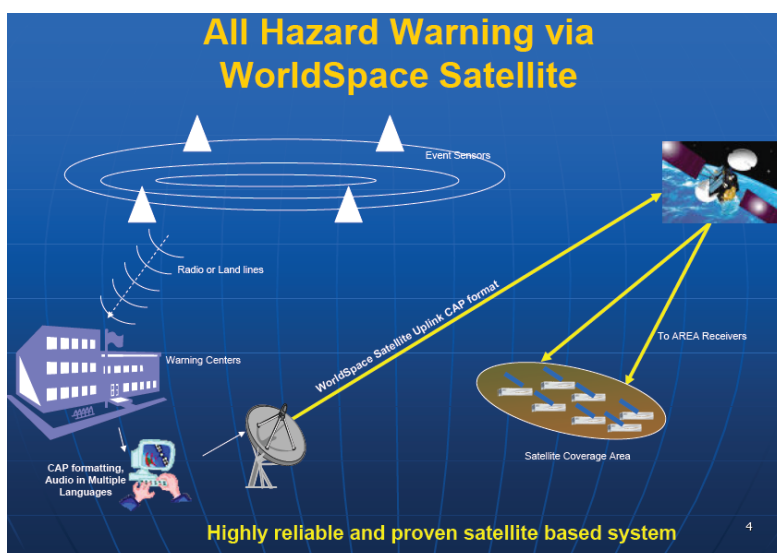 All Hazard Warning via
WorldSpace Satellite
Event Sensors
Radio or Land lines
WorldSpace Satellite Uplink CAP format
To AREA Receivers
Warning Centers
CAP formatting,
Audio in Multiple
Languages
Satellite Coverage Area
Highly reliable and proven satellite based system
4